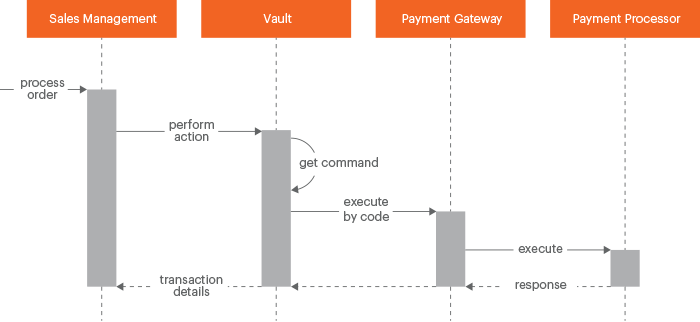 Sales Management
Vault
Payment Gateway
Payment Processor
process
order
perform
action
get command
execute
by code
execute
transaction
details
response